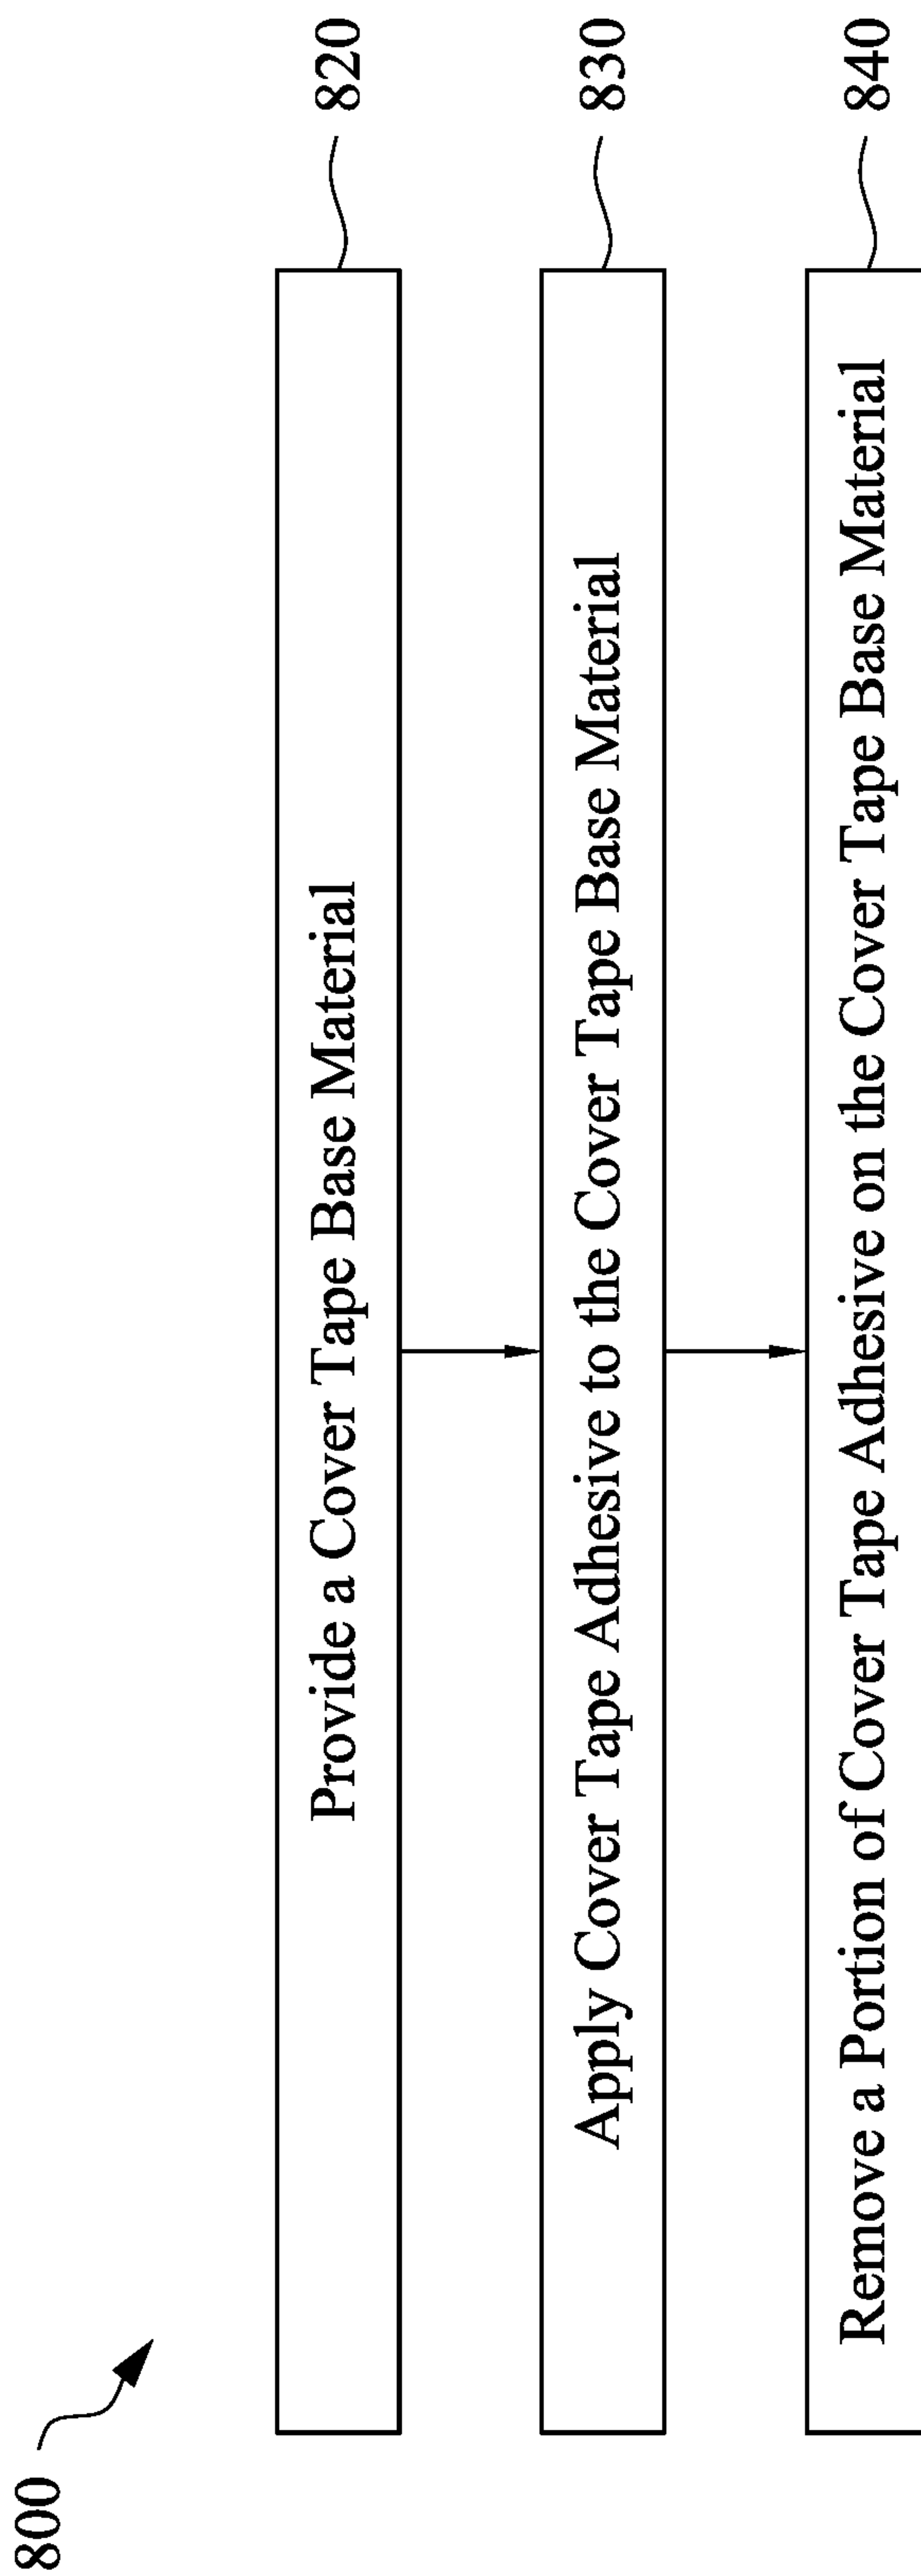 800
Provide a Cover Tape Base Material
820
Apply Cover Tape Adhesive to the Cover Tape Base Material
830
Remove a Portion of Cover Tape Adhesive on the Cover Tape Base Material
840